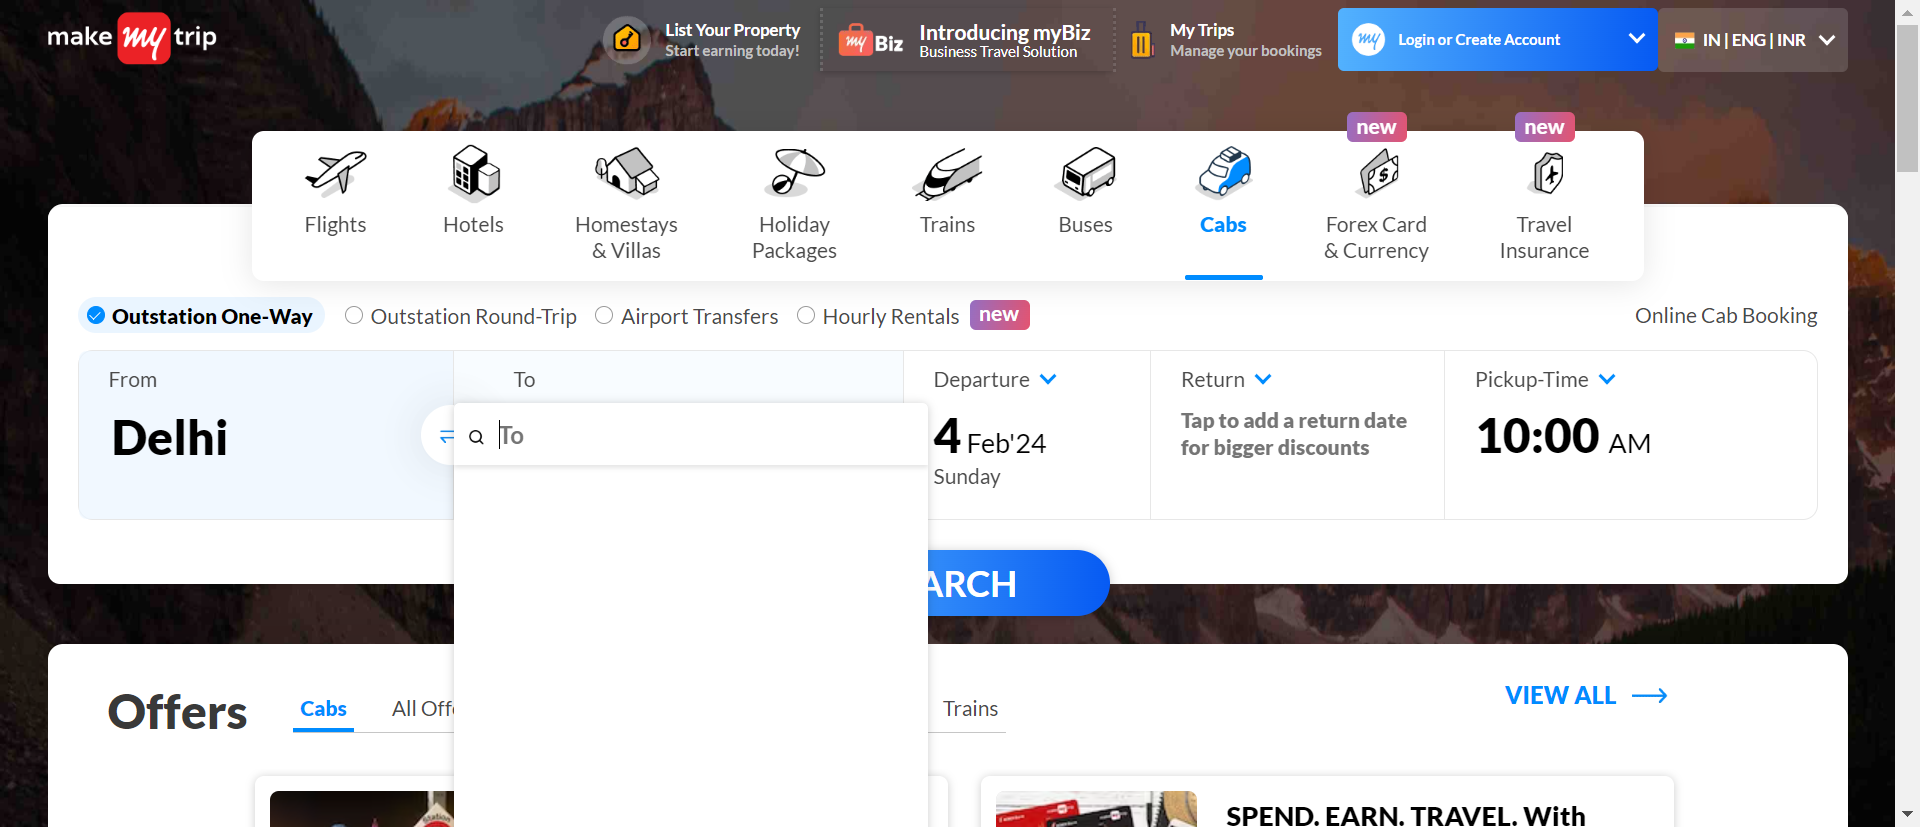 make my trip
List Your Property
Start earning today!
my Biz
Introducing myBiz
Business Travel Solution
My Trips
Manage your bookings
my Login or Create Account
IN | ENG | INR
new
new
Flights
Hotels
Homestays
& Villas
Holiday
Packages
Trains
Buses
Cabs
Forex Card
& Currency
Travel
Insurance
Outstation One-Way
Outstation Round-Trip
Airport Transfers
Hourly Rentals
new
Online Cab Booking
From
Delhi
To
To
Departure
4 Feb'24
Sunday
Return
Tap to add a return date
for bigger discounts
Pickup-Time
10:00 AM
ARCH
Offers
Cabs
All Off
Trains
VIEW ALL
Station
SPEND. EARN. TRAVEL. With